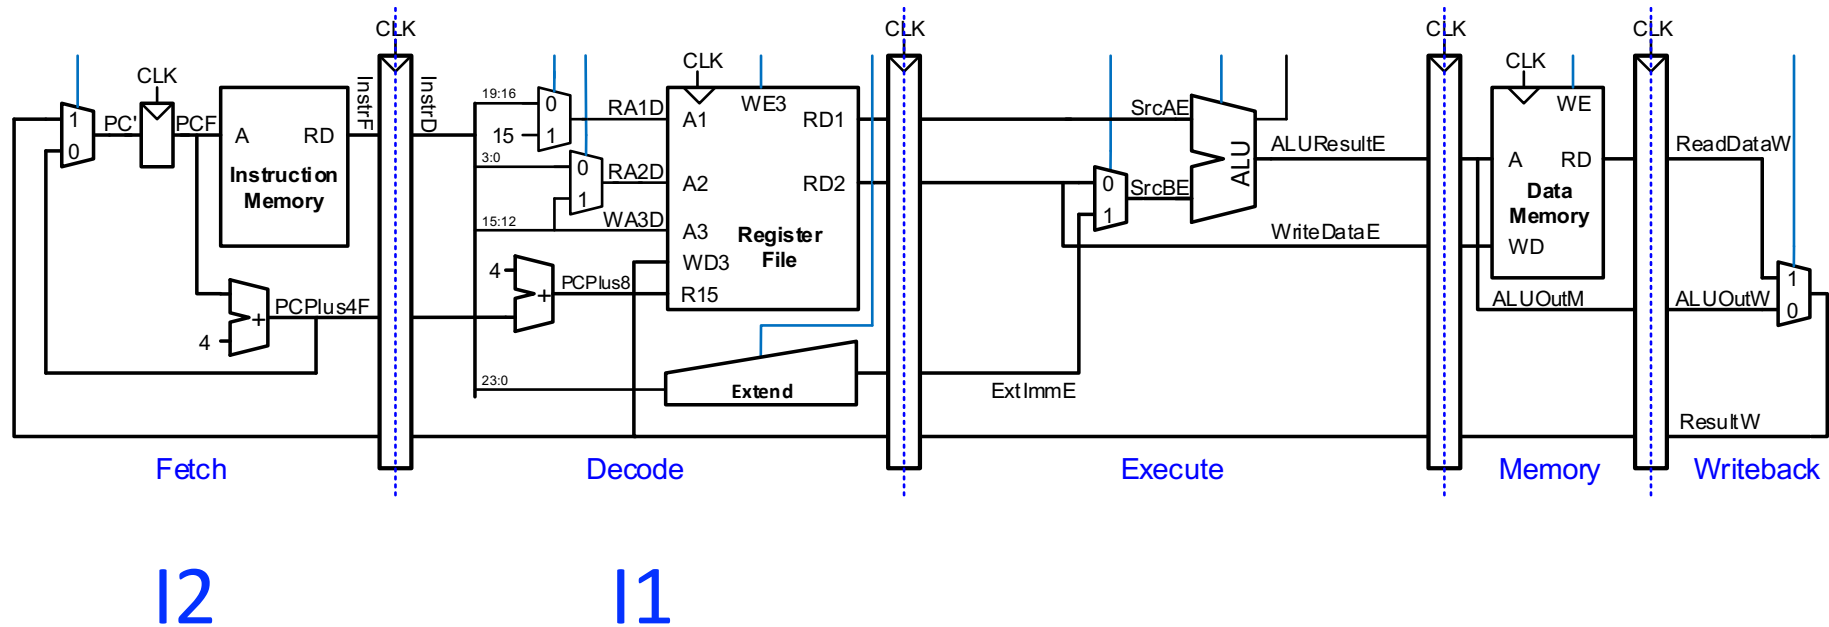 CLK
CLK
CLK
CLK
CLK
CLK
CLK
1
0
PC'
PCF
A
RD
Instruction
Memory
InstrF
InstrD
PCPlus4F
+
4
19:16
15
0
1
RA1D
3:0
0
1
RA2D
15:12
WA3D
4
+
PCPlus8
23:0
WE3
A1
RD1
A2
RD2
A3
Register
File
WD3
R15
Extend
SrcAE
0
1
SrcBE
ALU
ALUResultE
WriteDataE
ExtImmE
WE
A
RD
Data
Memory
WD
ALUOutM
ReadDataW
ALUOutW
1
0
ResultW
Fetch
Decode
Execute
Memory
Writeback
I2
I1